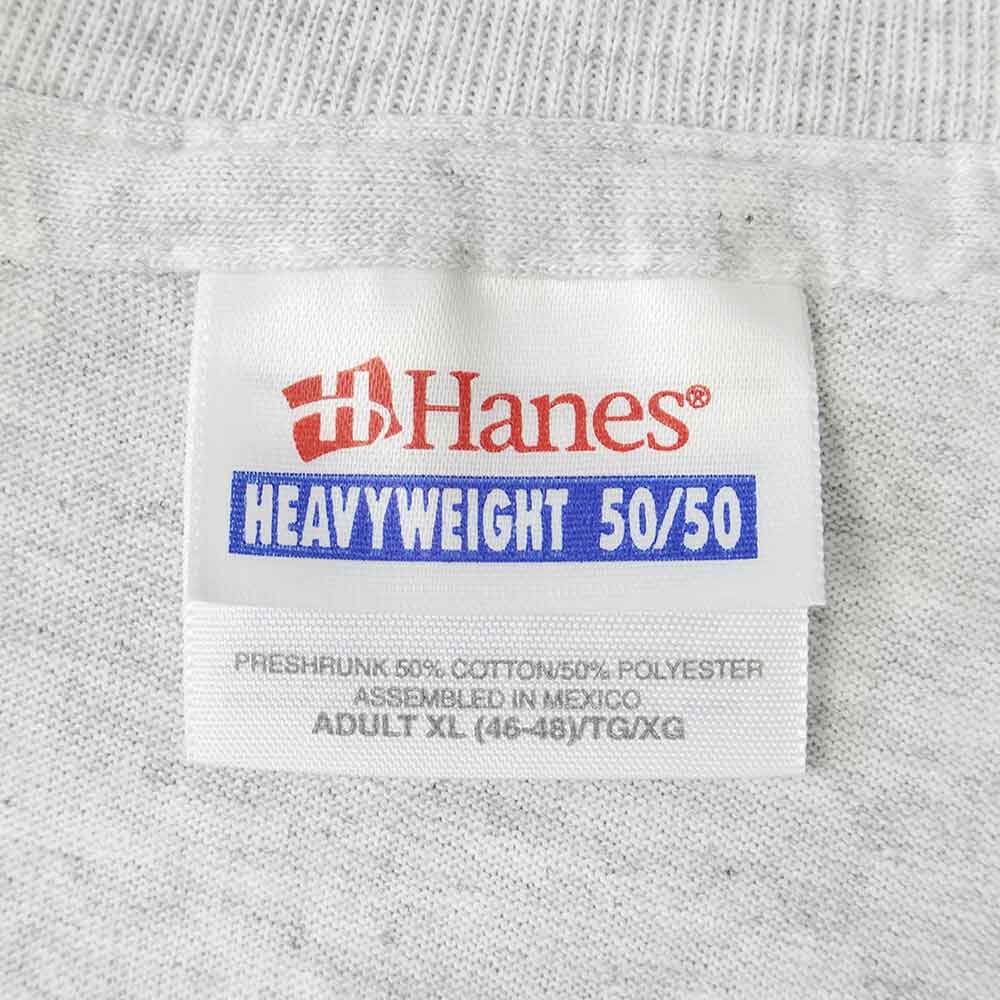 Hanes®
HEAVYWEIGHT 50/50
PRESHRUNK 50% COTTON/50% POLYESTER
ASSEMBLED IN MEXICO
ADULT XL (46-48)/TG/XG